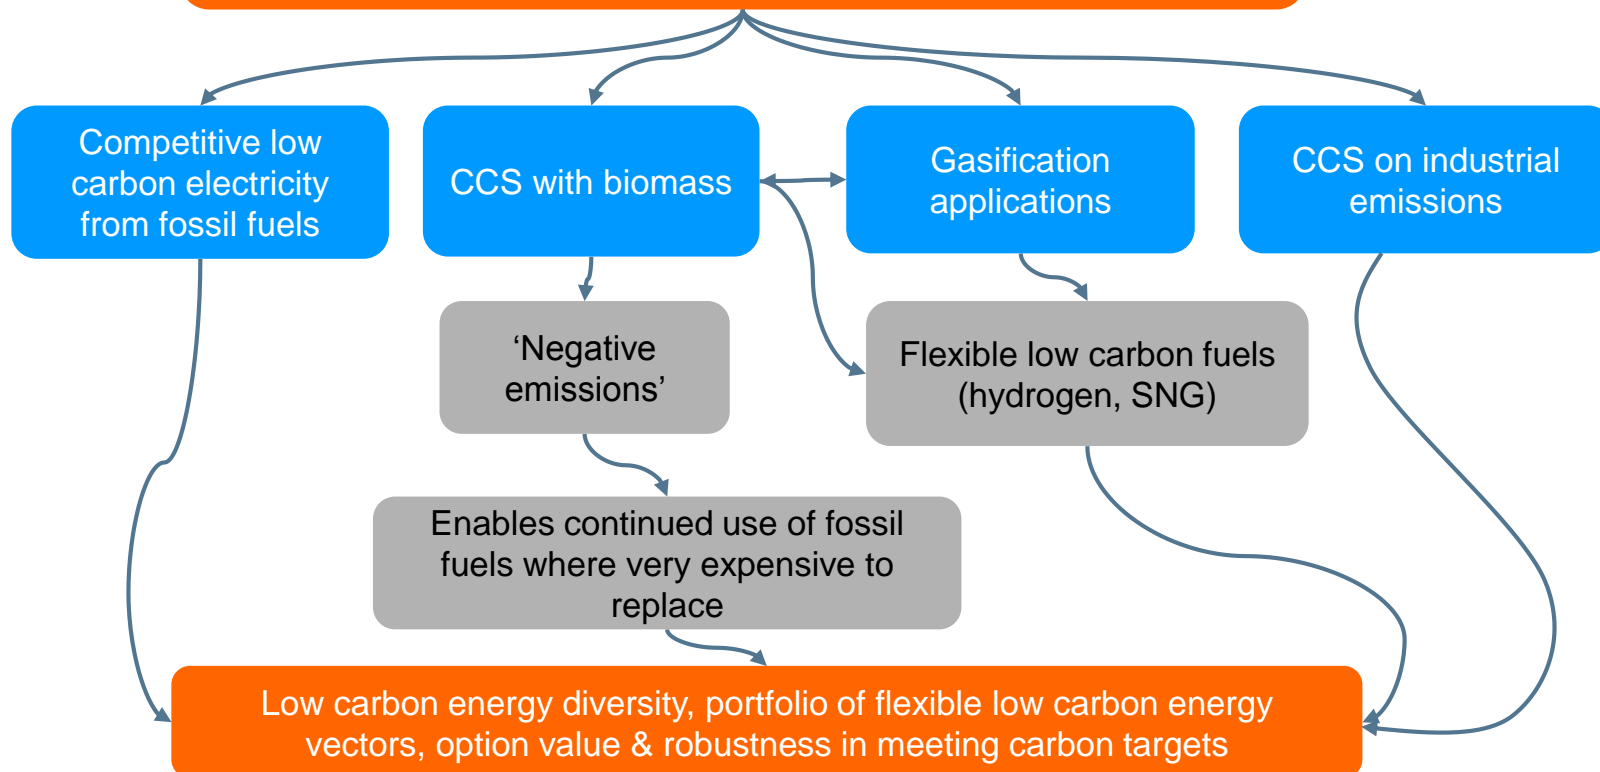 Competitive low
carbon electricity
from fossil fuels
CCS with biomass
Gasification
applications
CCS on industrial
emissions
‘Negative
emissions’
Flexible low carbon fuels
(hydrogen, SNG)
Enables continued use of fossil
fuels where very expensive to
replace
Low carbon energy diversity, portfolio of flexible low carbon energy
vectors, option value & robustness in meeting carbon targets